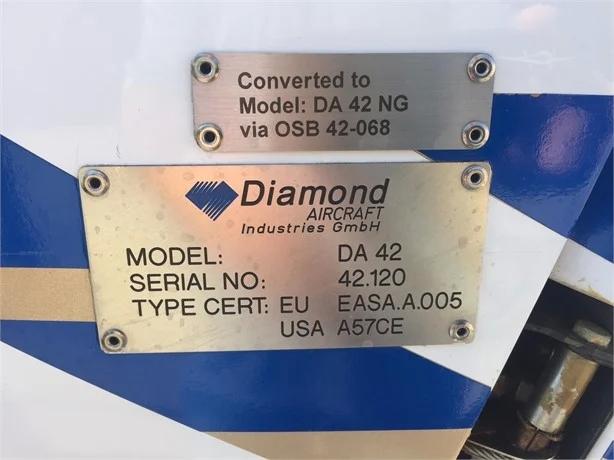 Converted to
Model: DA 42 NG
via OSB 42-068
Diamond
AIRCRAFT
Industries GmbH
MODEL: DA 42
SERIAL NO: 42.120
TYPE CERT: EU EASA.A.005
USA A57CE